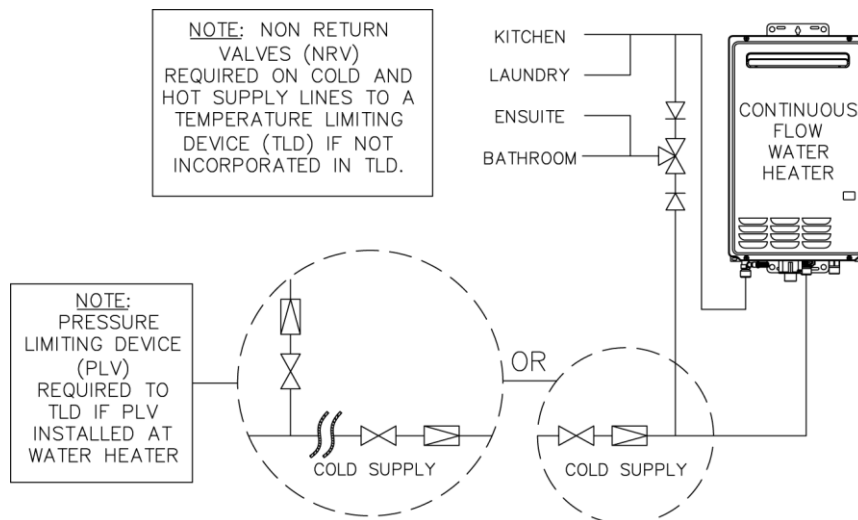 NOTE: NON RETURN
VALVES (NRV)
REQUIRED ON COLD AND
HOT SUPPLY LINES TO A
TEMPERATURE LIMITING
DEVICE (TLD) IF NOT
INCORPORATED IN TLD.
KITCHEN
LAUNDRY
ENSUITE
BATHROOM
CONTINUOUS
FLOW
WATER
HEATER
NOTE:
PRESSURE
LIMITING DEVICE
(PLV)
REQUIRED TO
TLD IF PLV
INSTALLED AT
WATER HEATER
OR
COLD SUPPLY
COLD SUPPLY